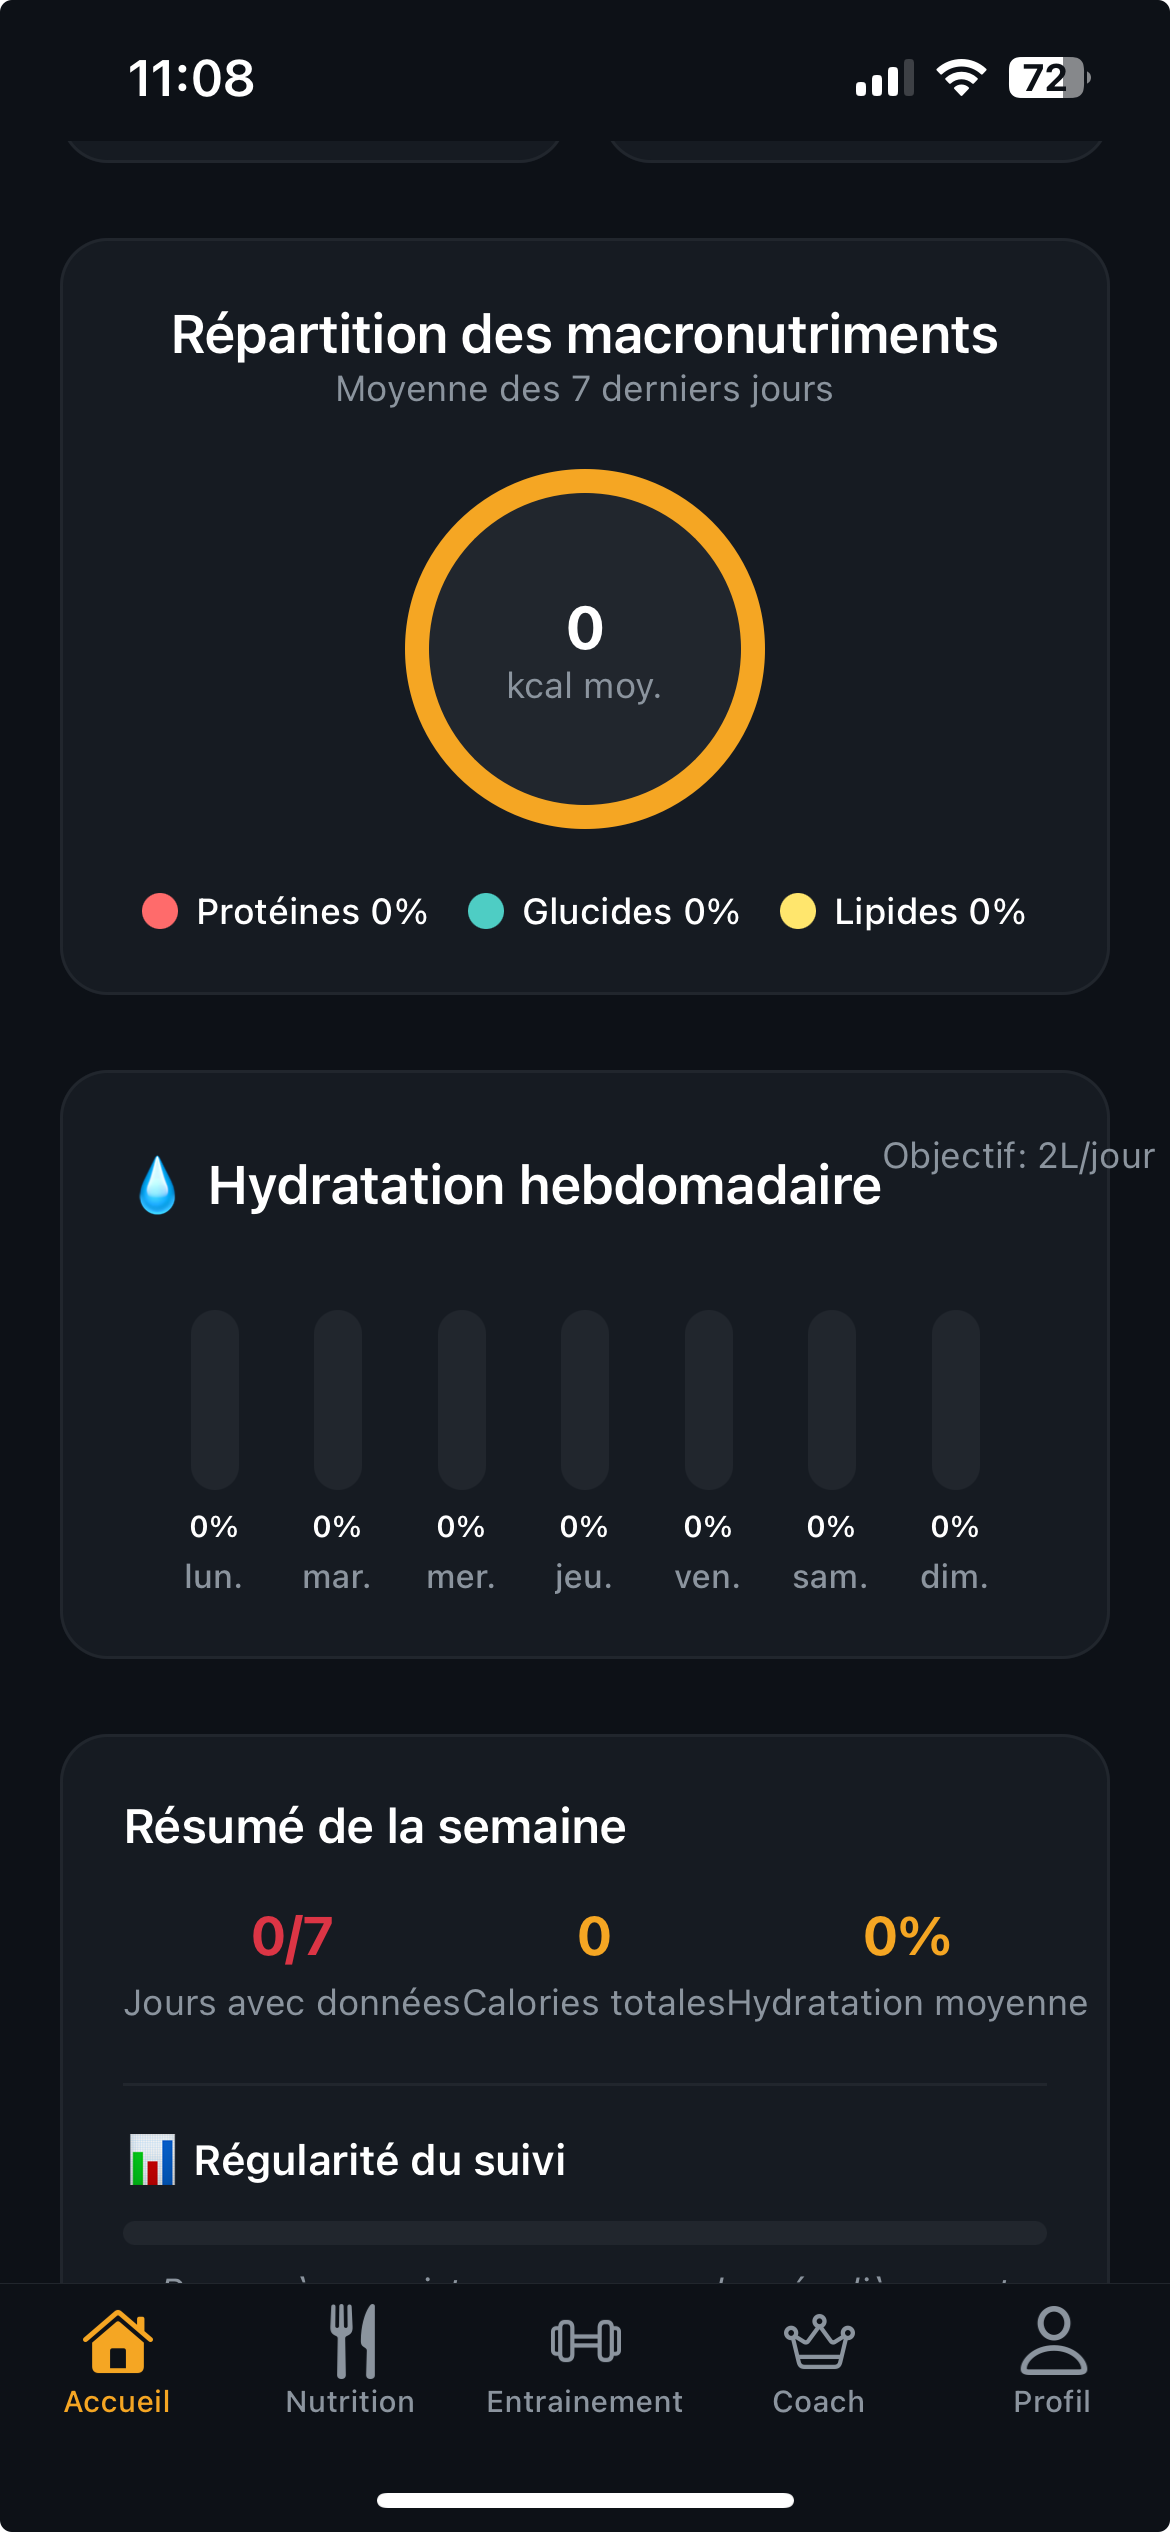 11:08
72
Répartition des macronutriments
Moyenne des 7 derniers jours
0
kcal moy.
Protéines 0% Glucides 0% Lipides 0%
Objectif: 2L/jour
Hydratation hebdomadaire
0% 0% 0% 0% 0% 0% 0%
lun. mar. mer. jeu. ven. sam. dim.
Résumé de la semaine
0/7 0 0%
Jours avec données Calories totales Hydratation moyenne
Régularité du suivi
Accueil Nutrition Entrainement Coach Profil